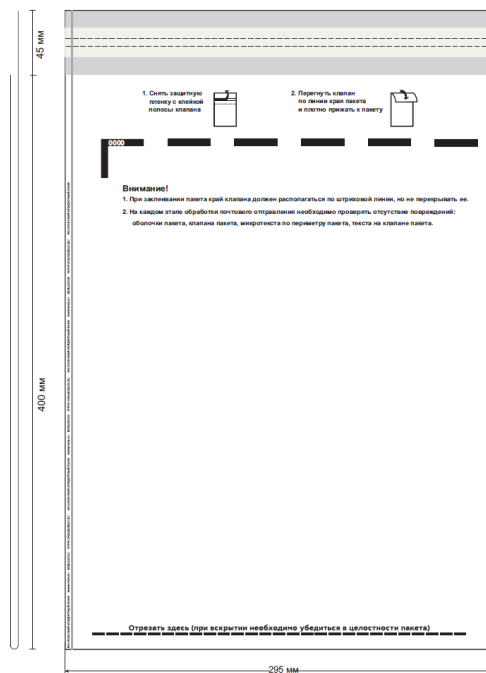 45 мм
1. Снять защитную
пленку с клейкой
полосы клапана
2. Перегнуть клапан
по линии края пакета
и плотно прижать к пакету
0000
Внимание!
1. При заклеивании пакета край клапана должен располагаться по штриховой линии, но не перекрывать ее.
2. На каждом этапе обработки почтового отправления необходимо проверять отсутствие повреждений:
оболочки пакета, клапана пакета, микротекста по периметру пакета, текста на клапане пакета.
400 мм
Отрезать здесь (при вскрытии необходимо убедиться в целостности пакета)
295 мм